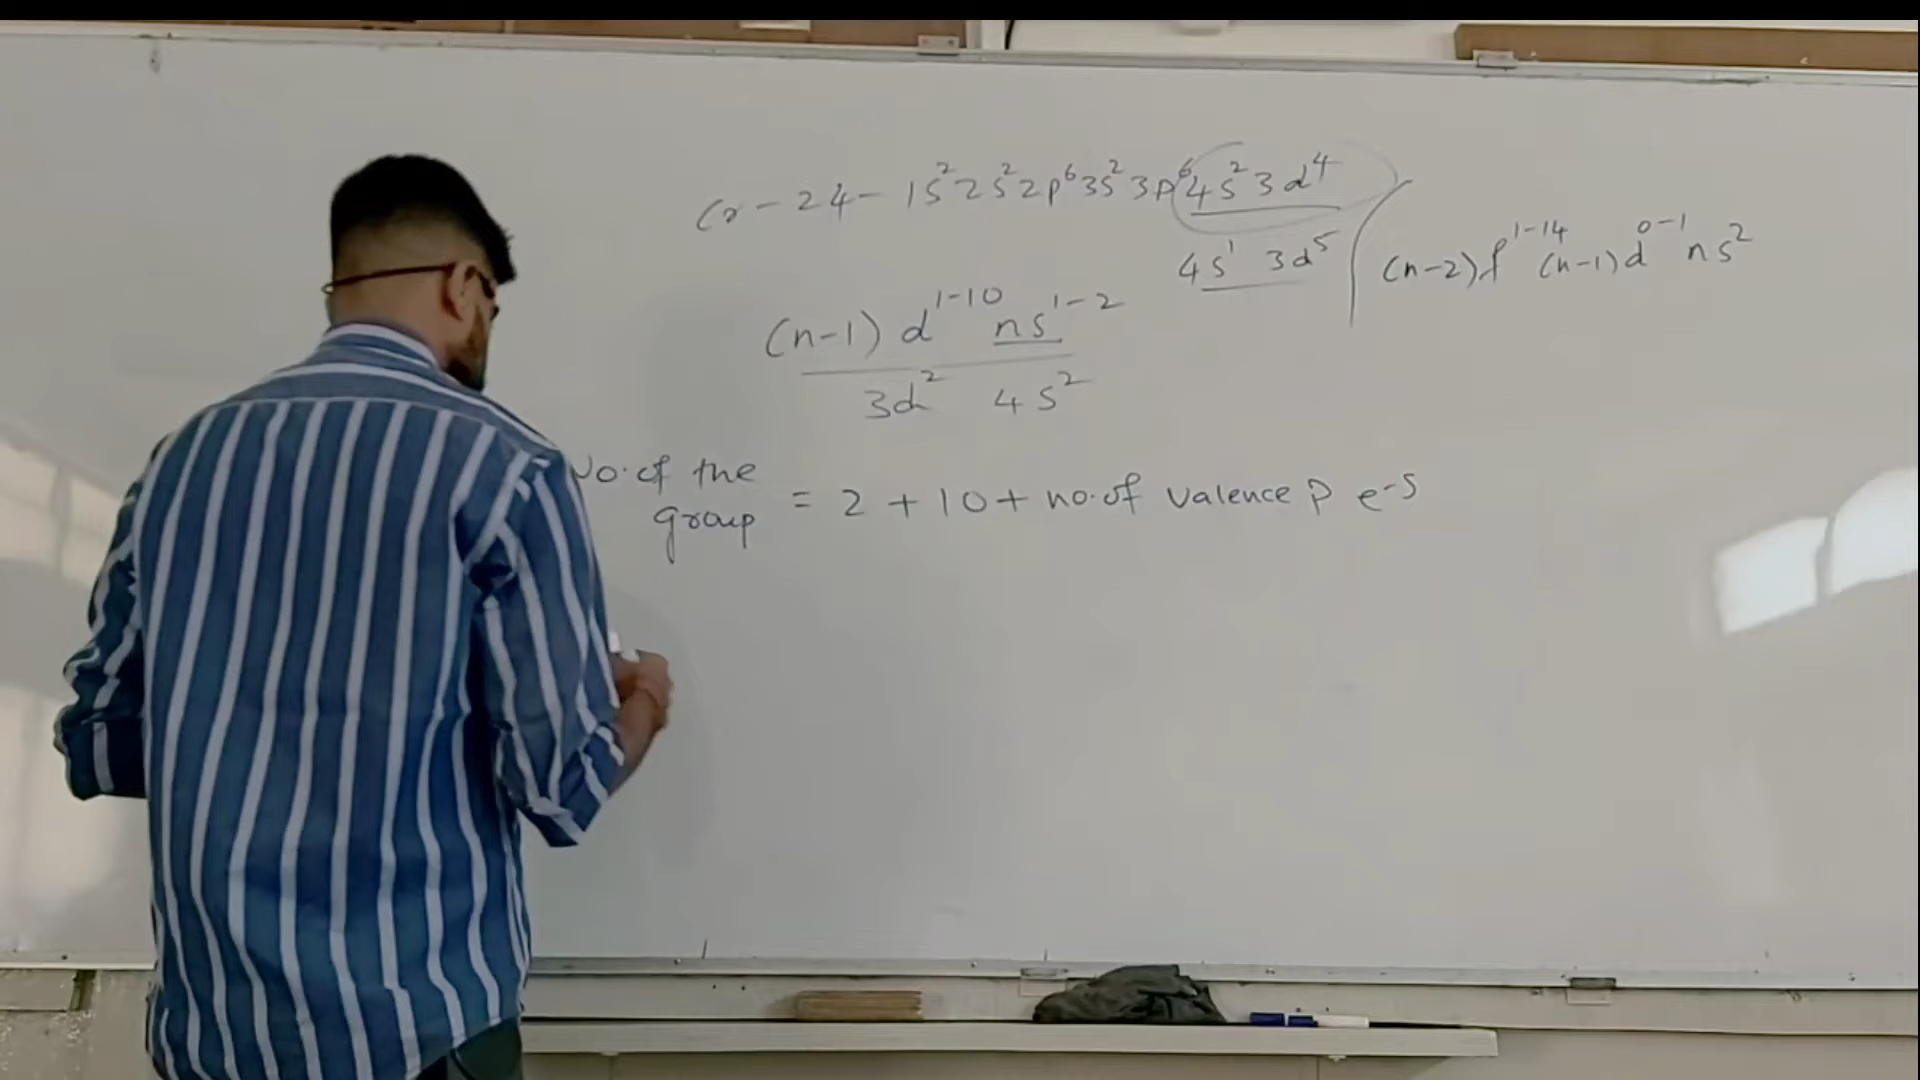 Cr - 24 - 1s² 2s² 2p⁶ 3s² 3p⁶ 4s² 3d⁴
4s¹ 3d⁵
(n-2)f¹⁻¹⁴ (n-1)d⁰⁻¹ ns²
(n-1) d¹⁻¹⁰ ns¹⁻²
3d² 4s²
No. of the
group = 2 + 10 + no. of valence p e⁻s